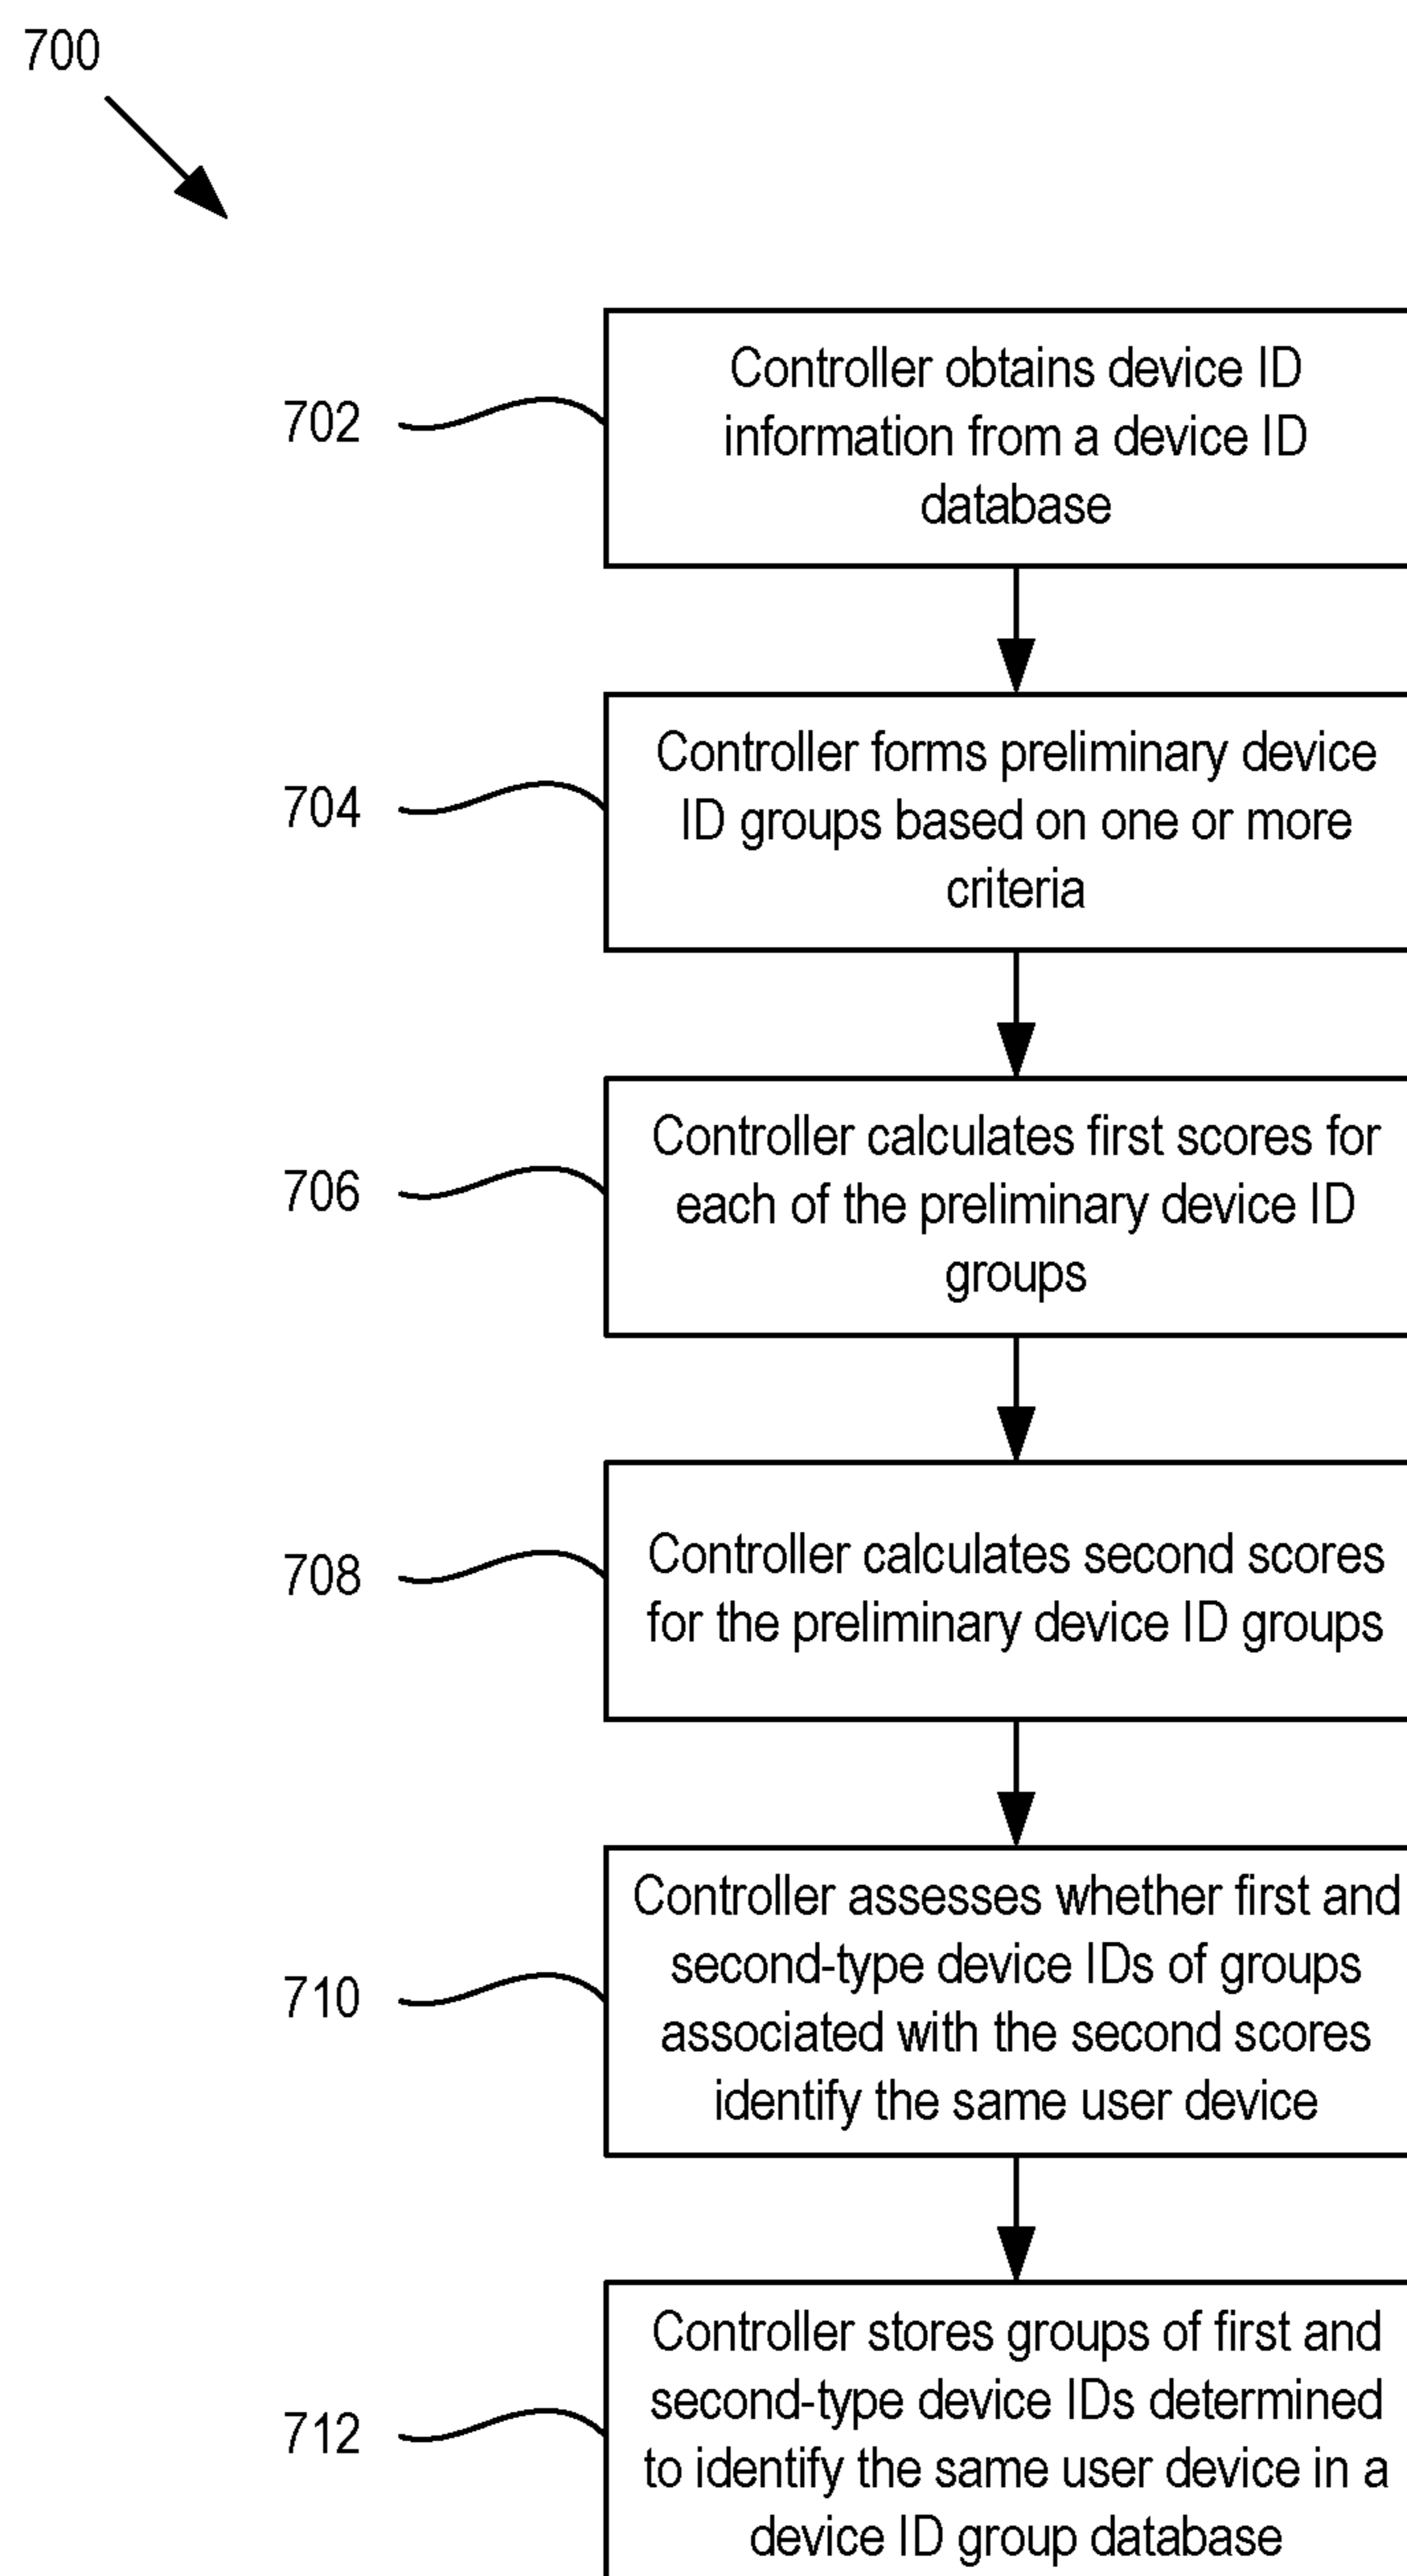 700
702
Controller obtains device ID
information from a device ID
database
704
Controller forms preliminary device
ID groups based on one or more
criteria
706
Controller calculates first scores for
each of the preliminary device ID
groups
708
Controller calculates second scores
for the preliminary device ID groups
710
Controller assesses whether first and
second-type device IDs of groups
associated with the second scores
identify the same user device
712
Controller stores groups of first and
second-type device IDs determined
to identify the same user device in a
device ID group database